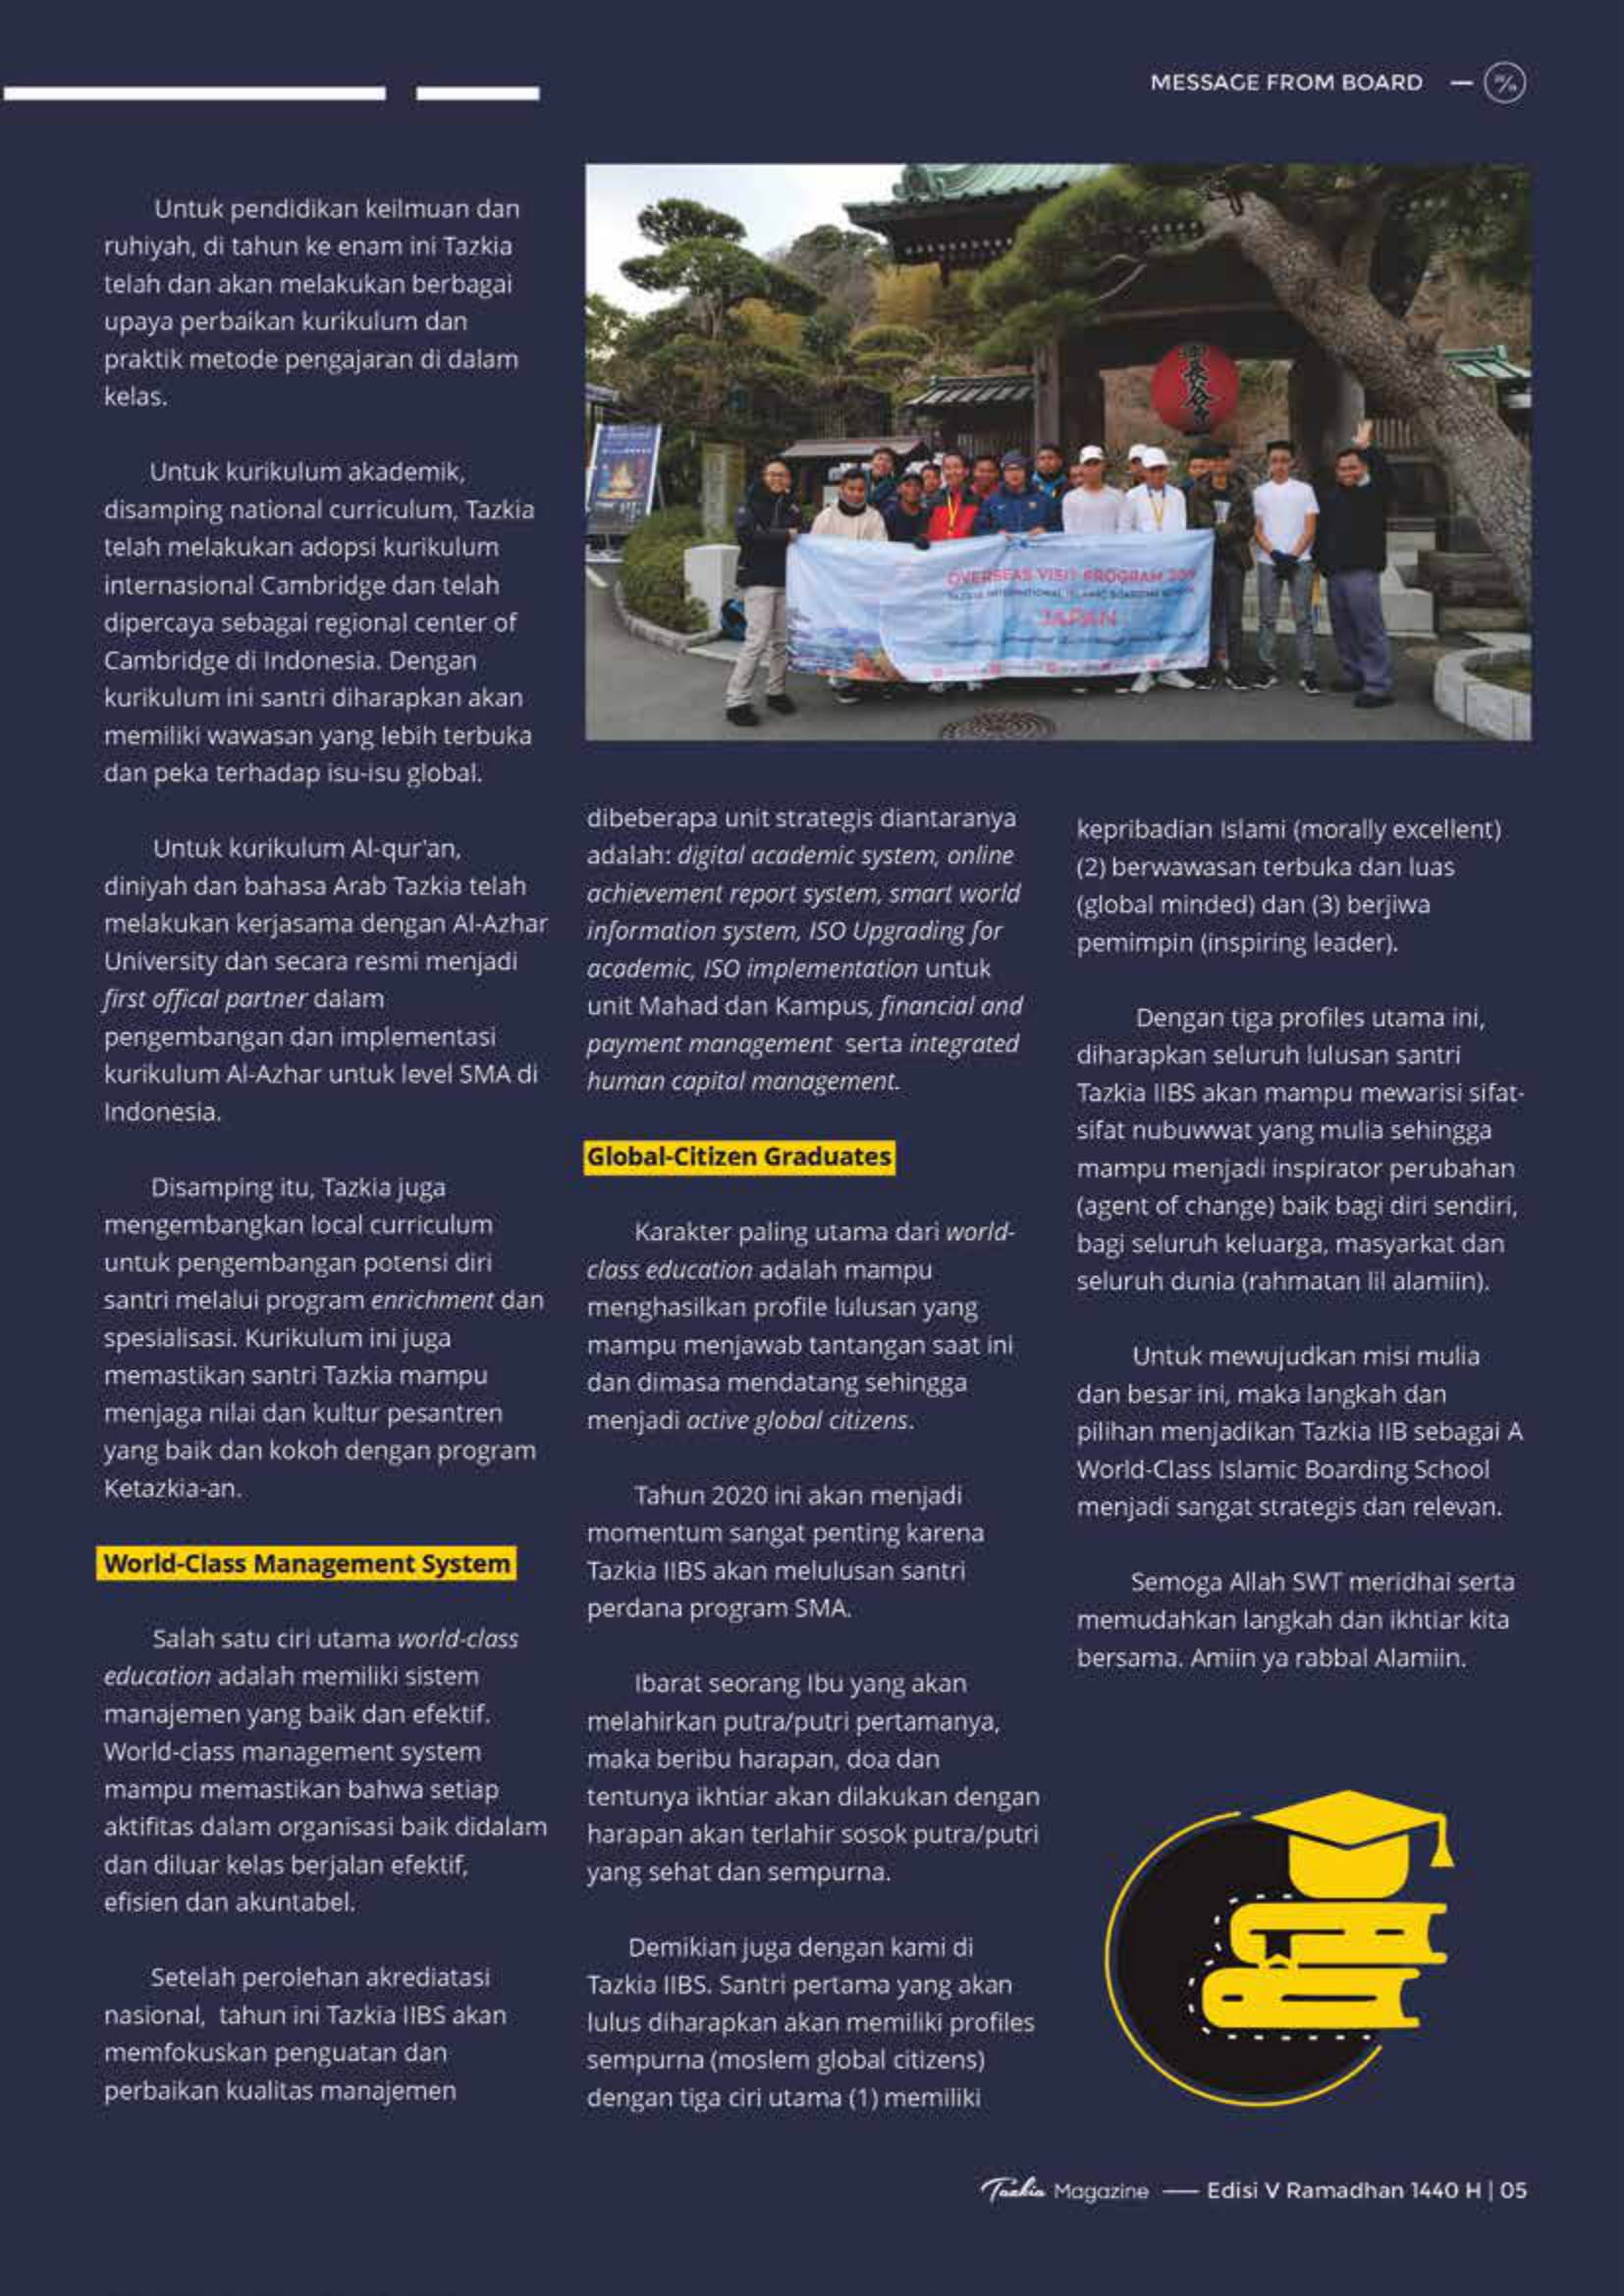 MESSAGE FROM BOARD
Untuk pendidikan keilmuan dan
ruhiyah, di tahun ke enam ini Tazkia
telah dan akan melakukan berbagai
upaya perbaikan kurikulum dan
praktik metode pengajaran di dalam
kelas.
Untuk kurikulum akademik,
disamping national curriculum, Tazkia
telah melakukan adopsi kurikulum
internasional Cambridge dan telah
dipercaya sebagai regional center of
Cambridge di Indonesia. Dengan
kurikulum ini santri diharapkan akan
memiliki wawasan yang lebih terbuka
dan peka terhadap isu-isu global.
Untuk kurikulum Al-qur'an,
diniyah dan bahasa Arab Tazkia telah
melakukan kerjasama dengan Al-Azhar
University dan secara resmi menjadi
first offical partner dalam
pengembangan dan implementasi
kurikulum Al-Azhar untuk level SMA di
Indonesia.
Disamping itu, Tazkia juga
mengembangkan local curriculum
untuk pengembangan potensi diri
santri melalui program enrichment dan
spesialisasi. Kurikulum ini juga
memastikan santri Tazkia mampu
menjaga nilai dan kultur pesantren
yang baik dan kokoh dengan program
Ketazkia-an.
World-Class Management System
Salah satu ciri utama world-class
education adalah memiliki sistem
manajemen yang baik dan efektif.
World-class management system
mampu memastikan bahwa setiap
aktifitas dalam organisasi baik didalam
dan diluar kelas berjalan efektif,
efisien dan akuntabel.
Setelah perolehan akrediatasi
nasional, tahun ini Tazkia IIBS akan
memfokuskan penguatan dan
perbaikan kualitas manajemen
長谷寺
OVERSEAS VISIT PROGRAM
TAZKIA INTERNATIONAL ISLAMIC BOARDING SCHOOL
JAPAN
dibeberapa unit strategis diantaranya
adalah: digital academic system, online
achievement report system, smart world
information system, ISO Upgrading for
academic, ISO implementation untuk
unit Mahad dan Kampus, financial and
payment management serta integrated
human capital management.
Global-Citizen Graduates
Karakter paling utama dari world-
class education adalah mampu
menghasilkan profile lulusan yang
mampu menjawab tantangan saat ini
dan dimasa mendatang sehingga
menjadi active global citizens.
Tahun 2020 ini akan menjadi
momentum sangat penting karena
Tazkia IIBS akan melulusan santri
perdana program SMA.
Ibarat seorang Ibu yang akan
melahirkan putra/putri pertamanya,
maka beribu harapan, doa dan
tentunya ikhtiar akan dilakukan dengan
harapan akan terlahir sosok putra/putri
yang sehat dan sempurna.
Demikian juga dengan kami di
Tazkia IIBS. Santri pertama yang akan
lulus diharapkan akan memiliki profiles
sempurna (moslem global citizens)
dengan tiga ciri utama (1) memiliki
kepribadian Islami (morally excellent)
(2) berwawasan terbuka dan luas
(global minded) dan (3) berjiwa
pemimpin (inspiring leader).
Dengan tiga profiles utama ini,
diharapkan seluruh lulusan santri
Tazkia IIBS akan mampu mewarisi sifat-
sifat nubuwwat yang mulia sehingga
mampu menjadi inspirator perubahan
(agent of change) baik bagi diri sendiri,
bagi seluruh keluarga, masyarkat dan
seluruh dunia (rahmatan lil alamiin).
Untuk mewujudkan misi mulia
dan besar ini, maka langkah dan
pilihan menjadikan Tazkia IIB sebagai A
World-Class Islamic Boarding School
menjadi sangat strategis dan relevan.
Semoga Allah SWT meridhai serta
memudahkan langkah dan ikhtiar kita
bersama. Amiin ya rabbal Alamiin.
Tazkia Magazine — Edisi V Ramadhan 1440 H | 05